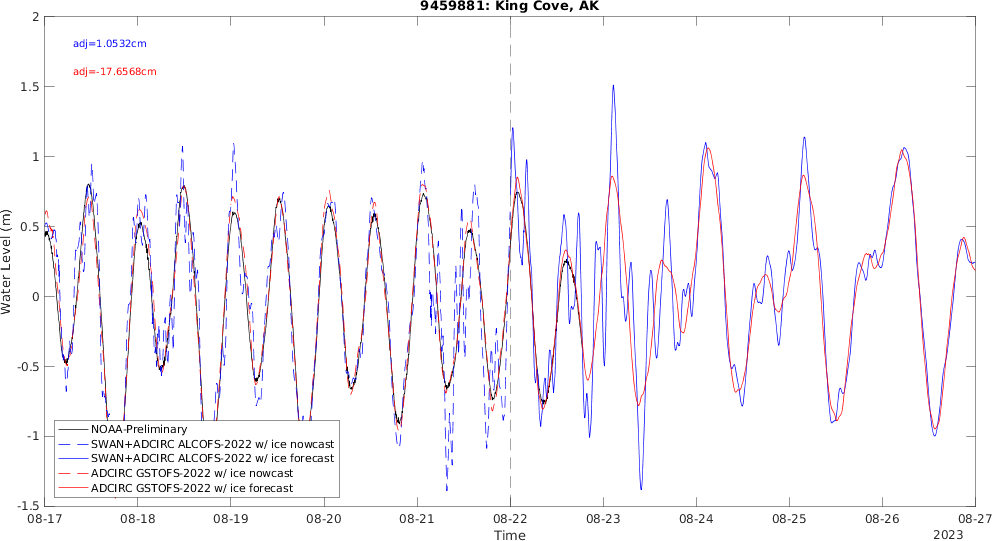 9459881: King Cove, AK
adj=1.0532cm
adj=-17.6568cm
Water Level (m)
2
1.5
1
0.5
0
-0.5
-1
-1.5
NOAA-Preliminary
SWAN+ADCIRC ALCOFS-2022 w/ ice nowcast
SWAN+ADCIRC ALCOFS-2022 w/ ice forecast
ADCIRC GSTOFS-2022 w/ ice nowcast
ADCIRC GSTOFS-2022 w/ ice forecast
08-17 08-18 08-19 08-20 08-21 08-22 08-23 08-24 08-25 08-26 08-27
Time
2023